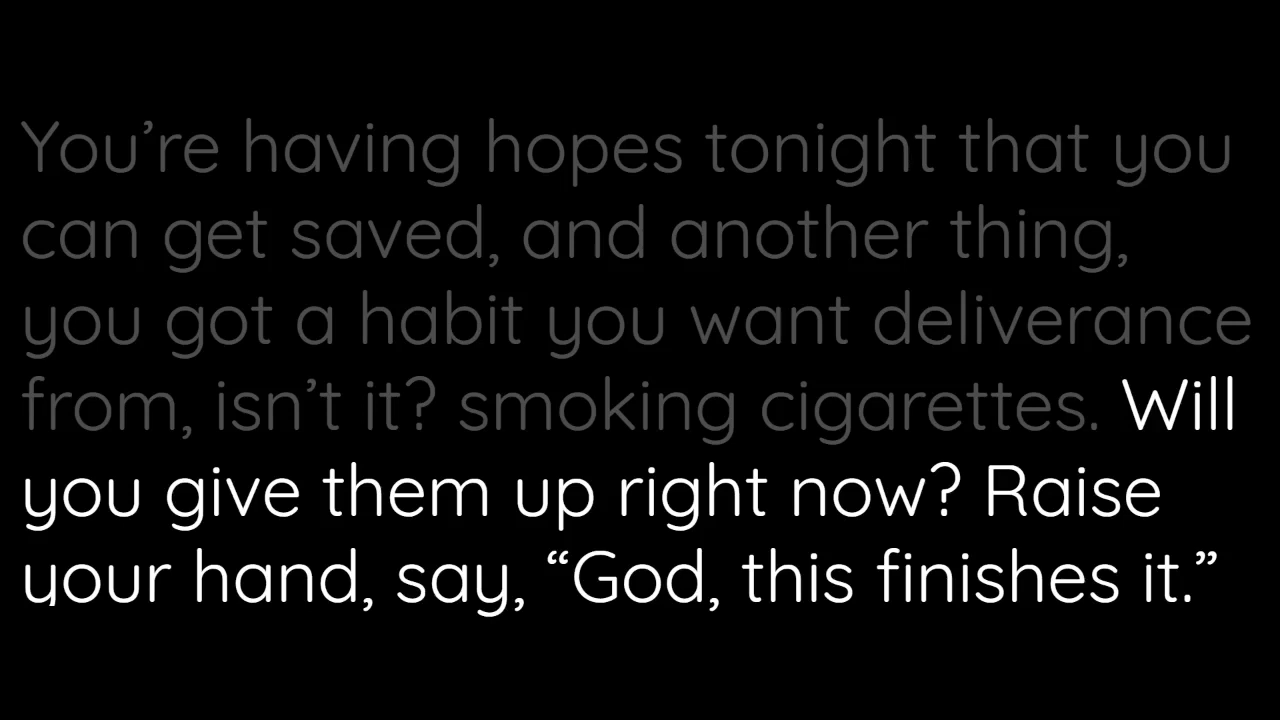 You’re having hopes tonight that you
can get saved, and another thing,
you got a habit you want deliverance
from, isn’t it? smoking cigarettes. Will
you give them up right now? Raise
your hand, say, “God, this finishes it.”